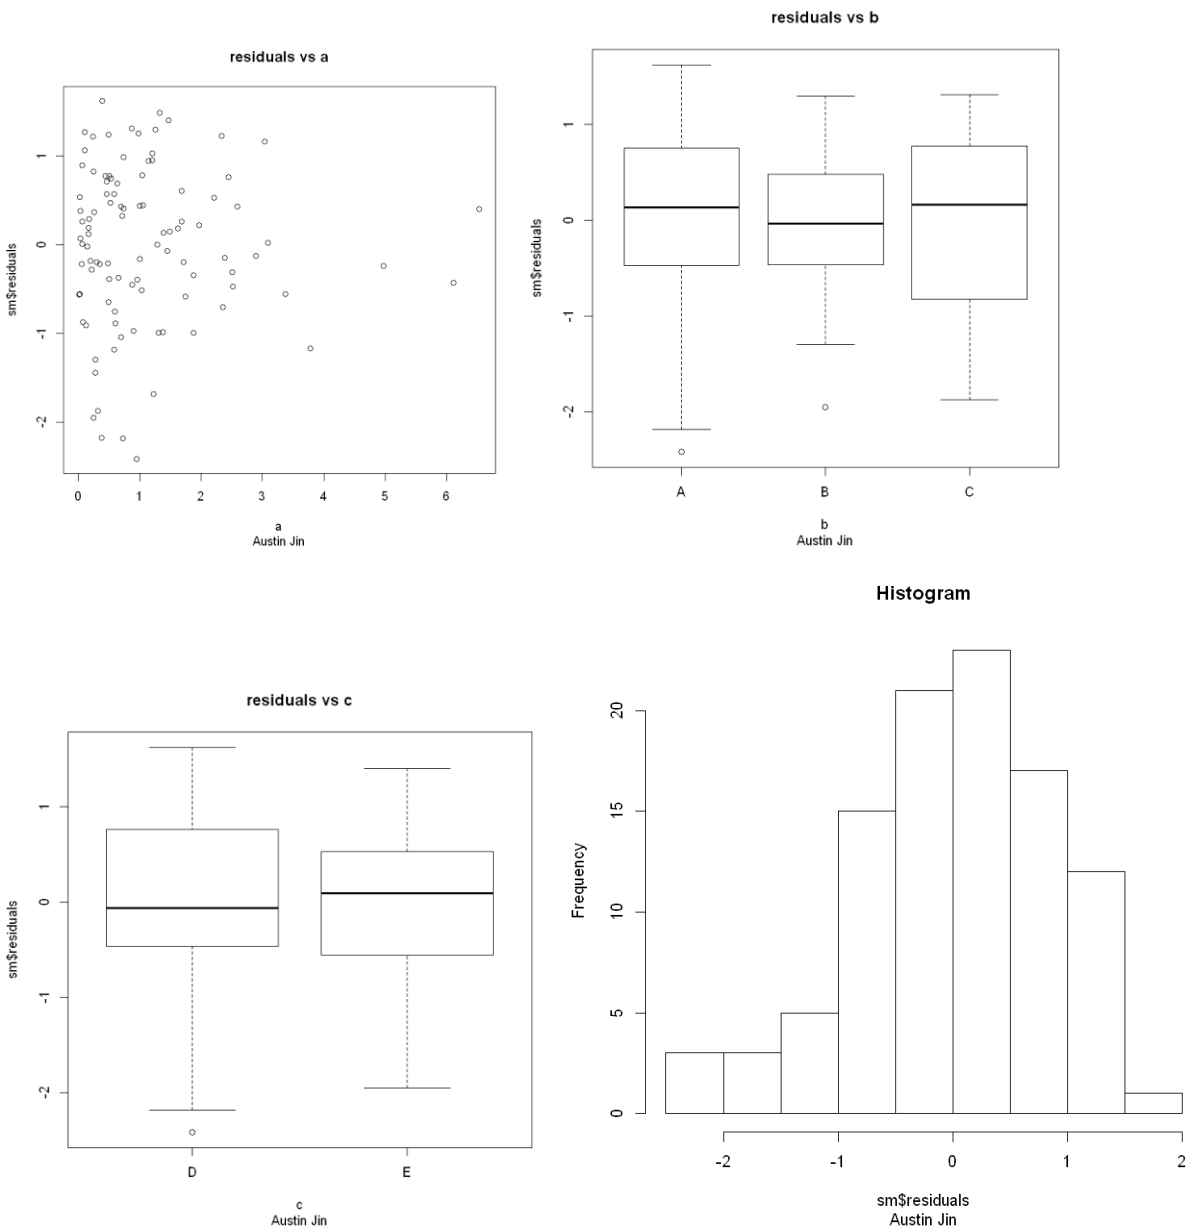 residuals vs a
sm$residuals
1
0
-1
-2
0 1 2 3 4 5 6
a
Austin Jin
residuals vs b
sm$residuals
1
0
-1
-2
A B C
b
Austin Jin
residuals vs c
sm$residuals
1
0
-1
-2
D E
c
Austin Jin
Histogram
Frequency
20
15
10
5
0
-2 -1 0 1 2
sm$residuals
Austin Jin